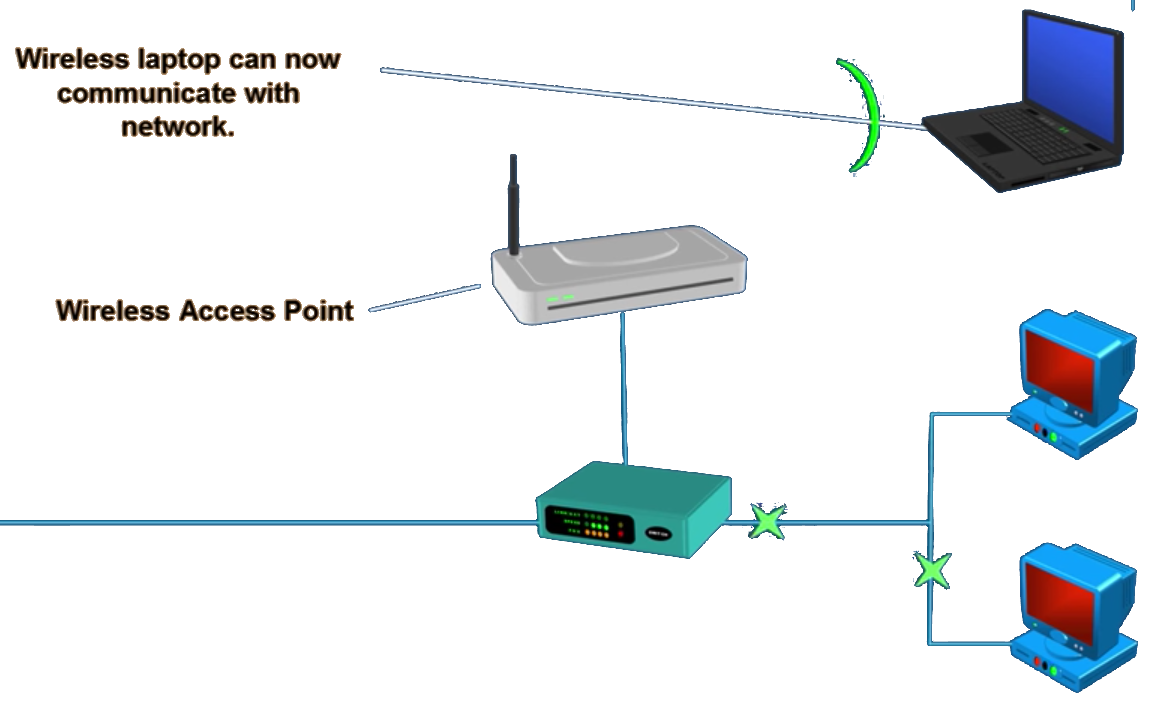 Wireless laptop can now
communicate with
network.
Wireless Access Point